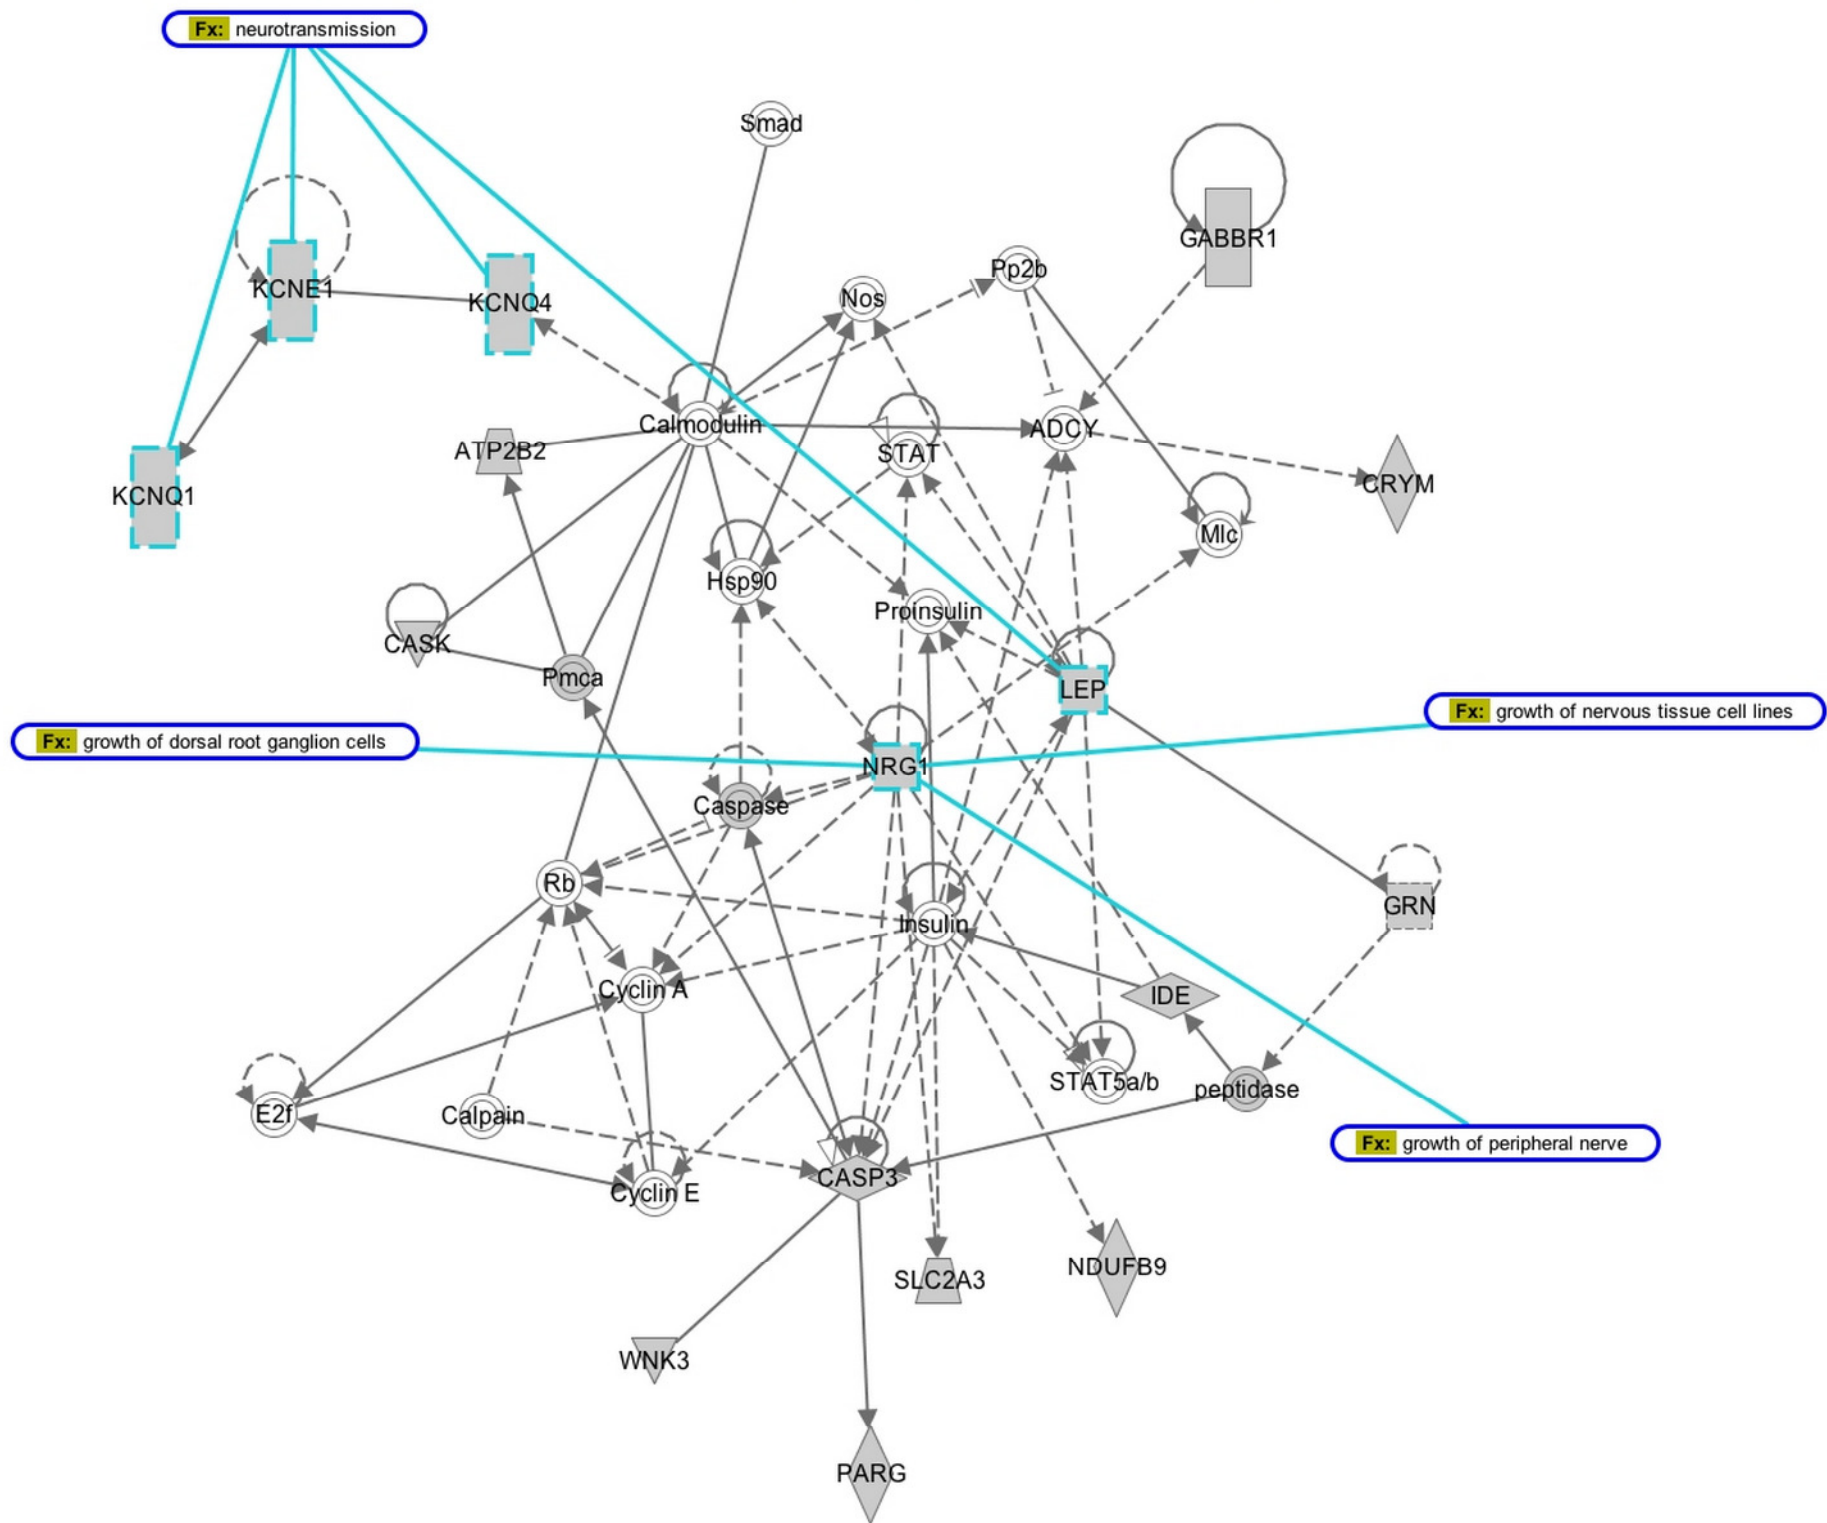 Fx: neurotransmission
Smad
GABBR1
Pp2b
KCNE1
KCNQ4
Nos
Calmodulin
ADCY
ATP2B2
STAT
CRYM
KCNQ1
Mlc
Hsp90
Proinsulin
CASK
Pmca
LEP
Fx: growth of nervous tissue cell lines
Fx: growth of dorsal root ganglion cells
NRG1
Caspase
Rb
GRN
Insulin
Cyclin A
IDE
STAT5a/b
peptidase
E2f
Calpain
Fx: growth of peripheral nerve
CASP3
Cyclin E
NDUFB9
SLC2A3
WNK3
PARG